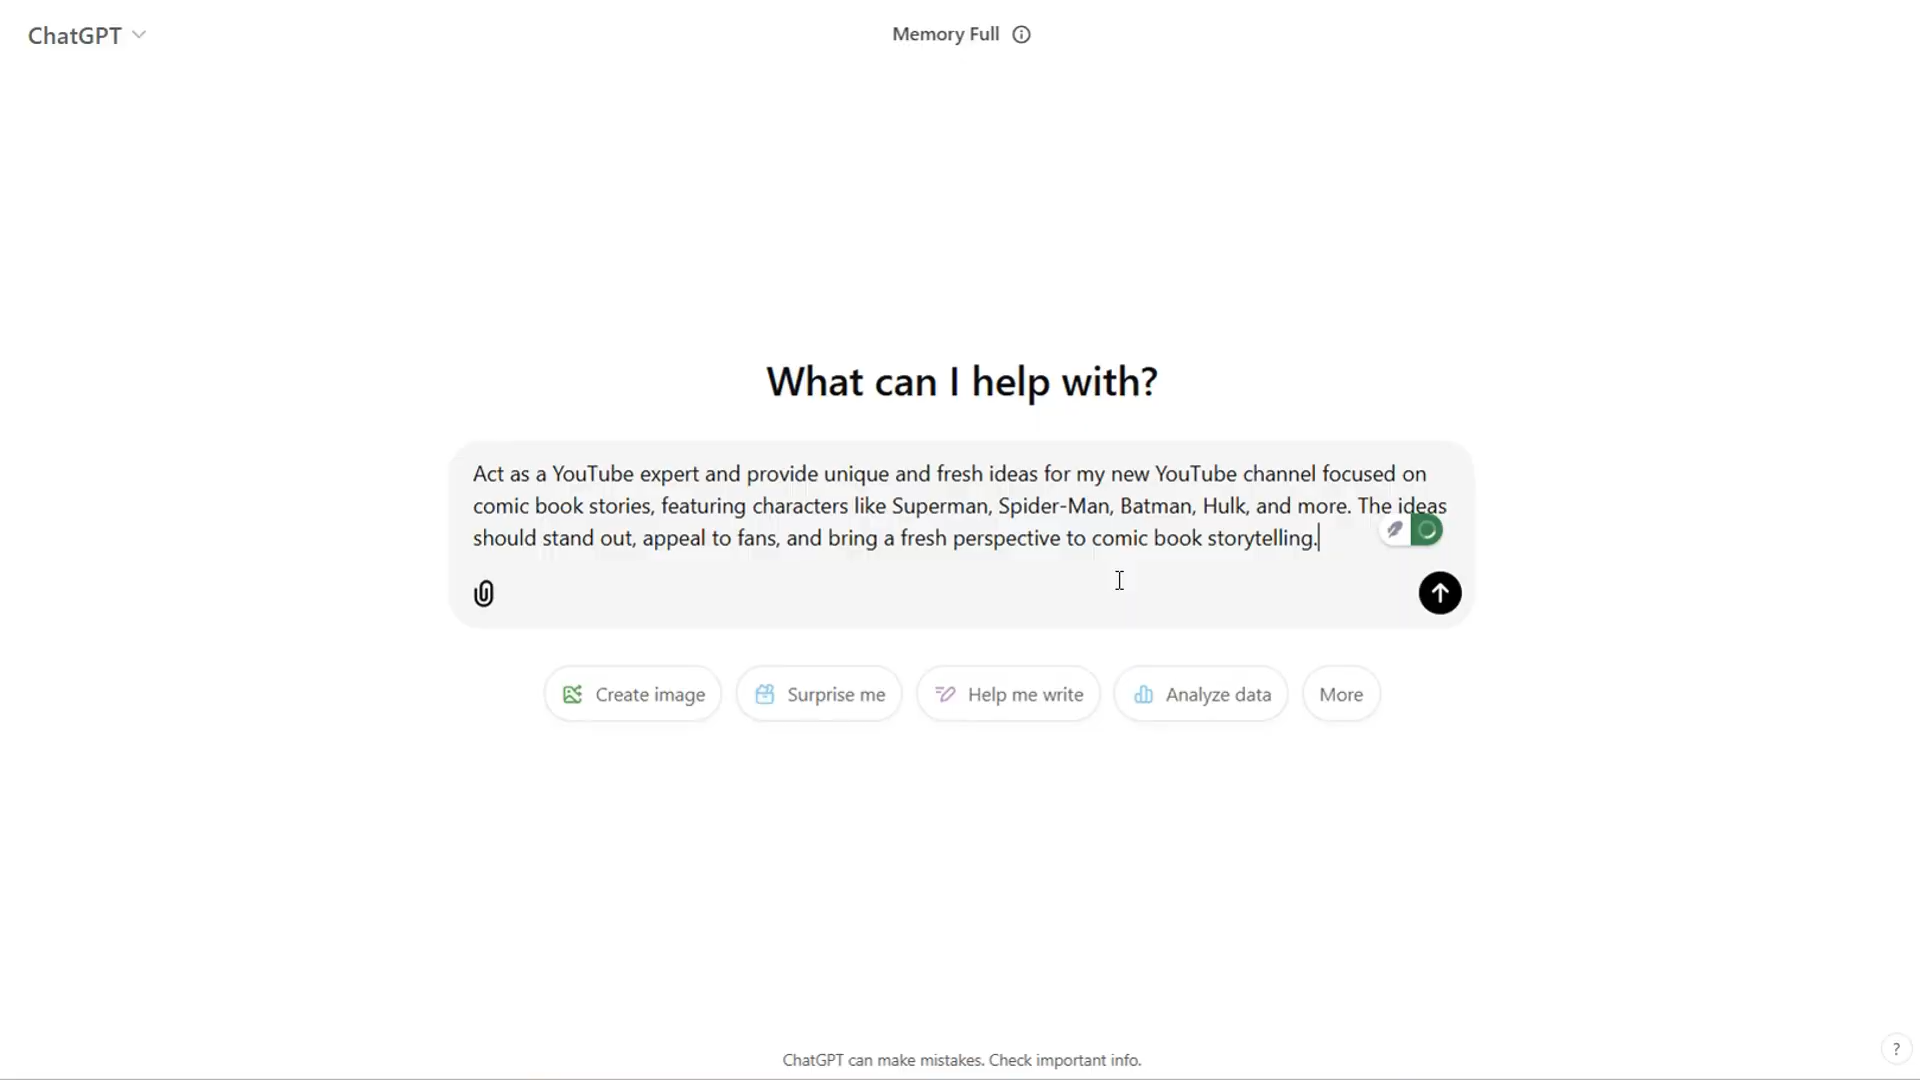 ChatGPT
Memory Full
What can I help with?
Act as a YouTube expert and provide unique and fresh ideas for my new YouTube channel focused on
comic book stories, featuring characters like Superman, Spider-Man, Batman, Hulk, and more. The ideas
should stand out, appeal to fans, and bring a fresh perspective to comic book storytelling.
Create image
Surprise me
Help me write
Analyze data
More
ChatGPT can make mistakes. Check important info.
?